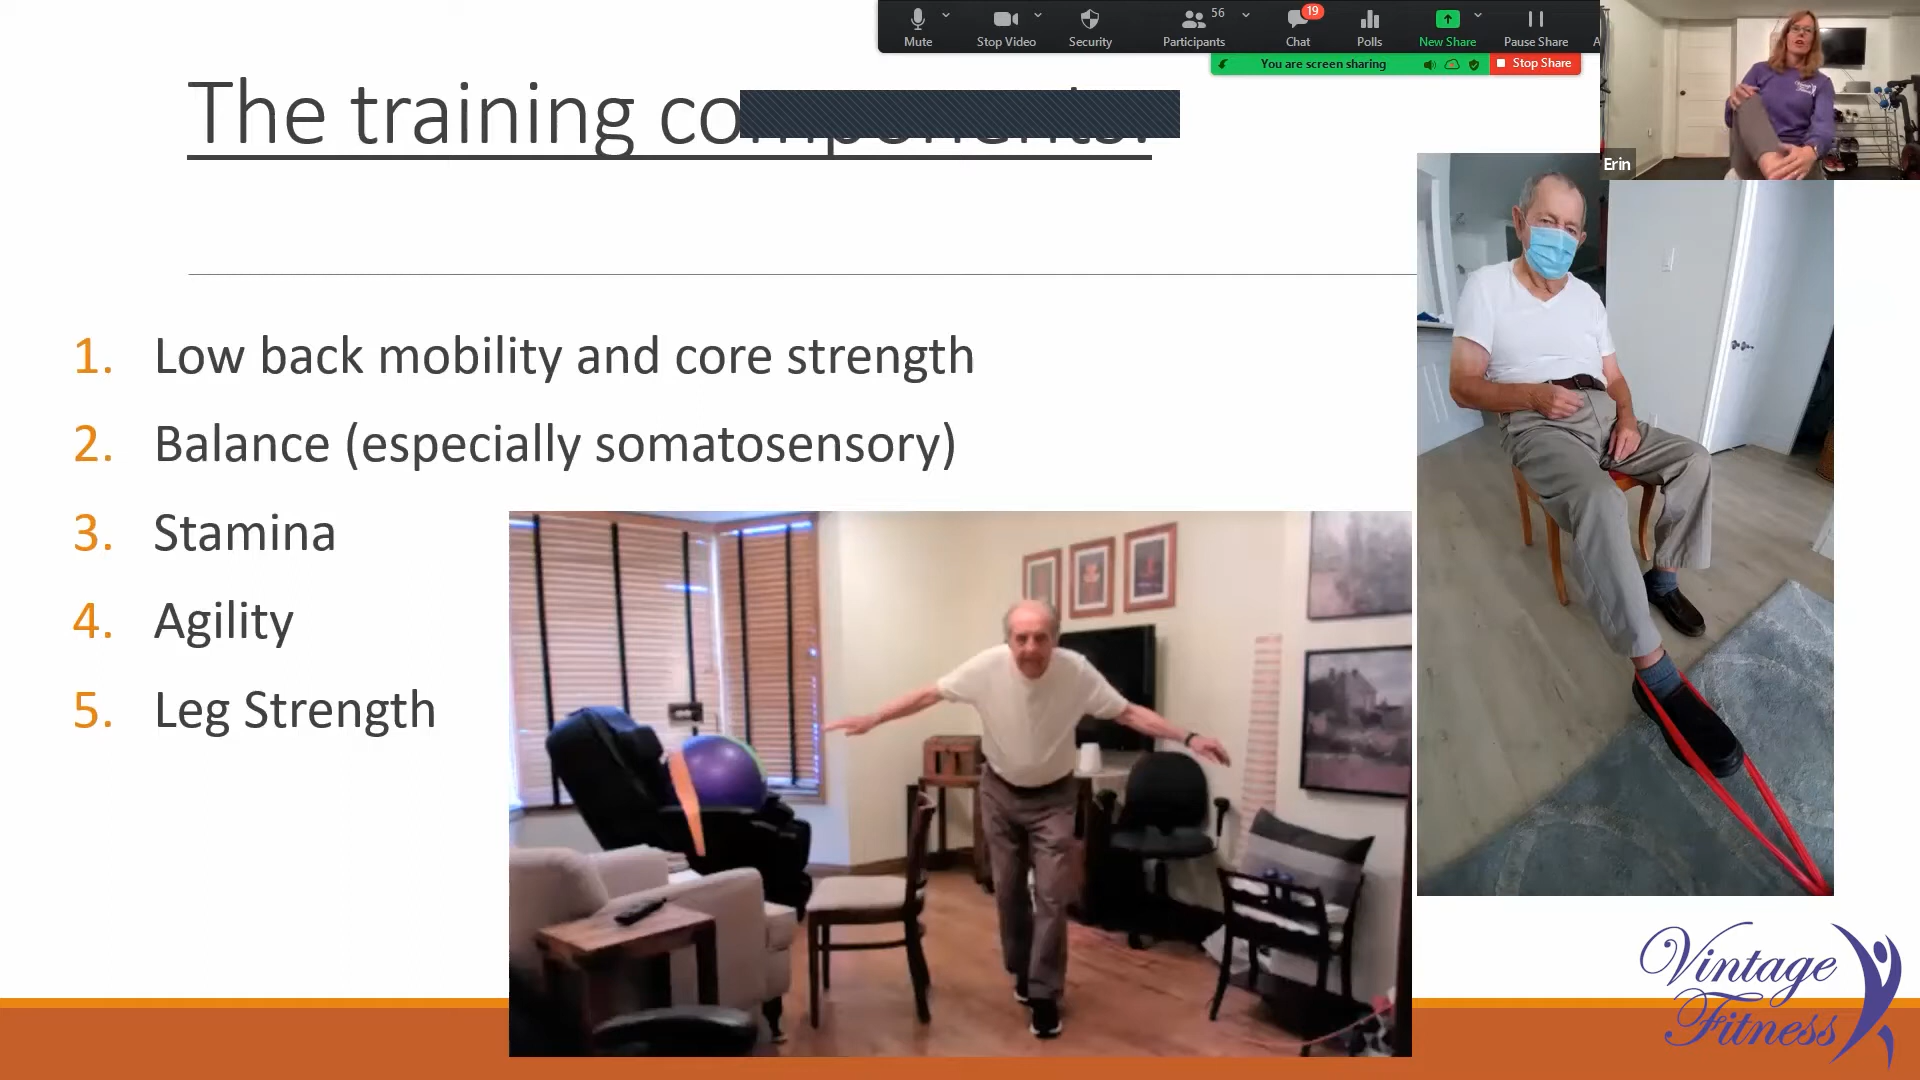 56
19
Mute
Stop Video
Security
Participants
Chat
Polls
New Share
Pause Share
You are screen sharing
Stop Share
Erin
The training components:
1. Low back mobility and core strength
2. Balance (especially somatosensory)
3. Stamina
4. Agility
5. Leg Strength
Vintage
Fitness